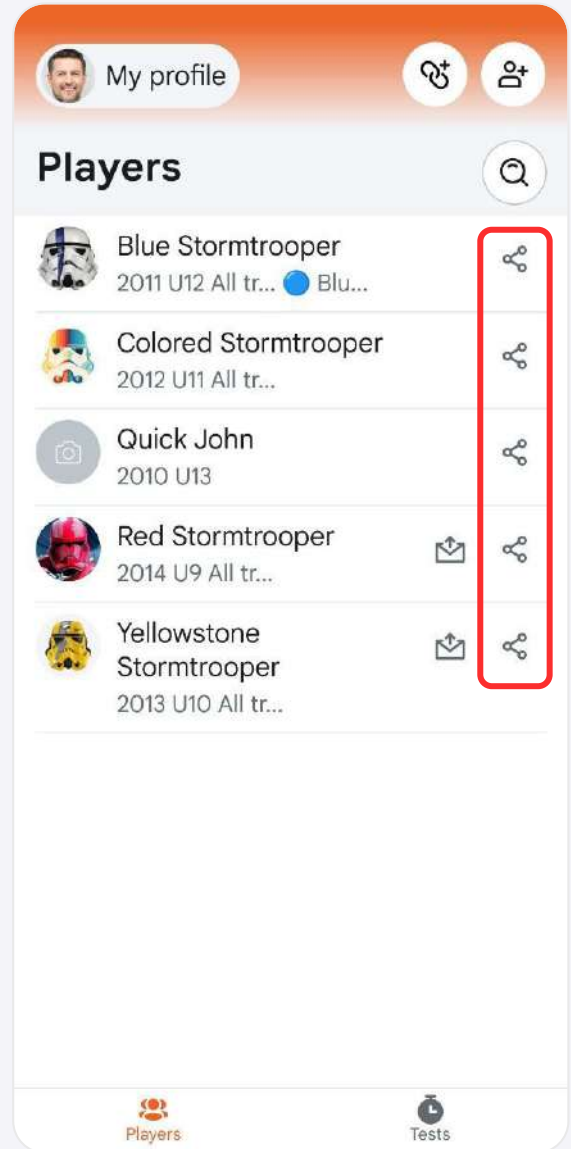 My profile
Players
Blue Stormtrooper
2011 U12 All tr... 🔵 Blu...
Colored Stormtrooper
2012 U11 All tr...
Quick John
2010 U13
Red Stormtrooper
2014 U9 All tr...
Yellowstone
Stormtrooper
2013 U10 All tr...
Players
Tests